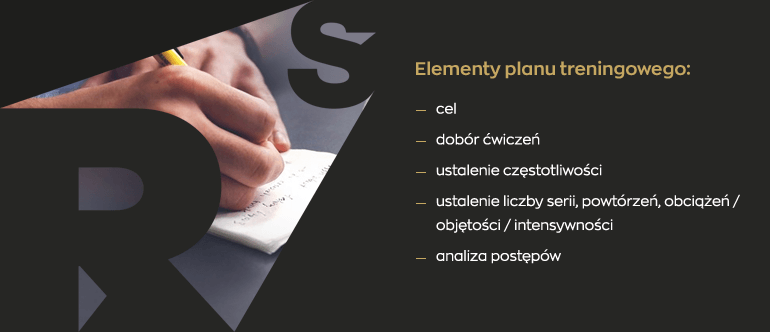 S
R
Elementy planu treningowego:
— cel
— dobór ćwiczeń
— ustalenie częstotliwości
— ustalenie liczby serii, powtórzeń, obciążeń /
objętości / intensywności
— analiza postępów